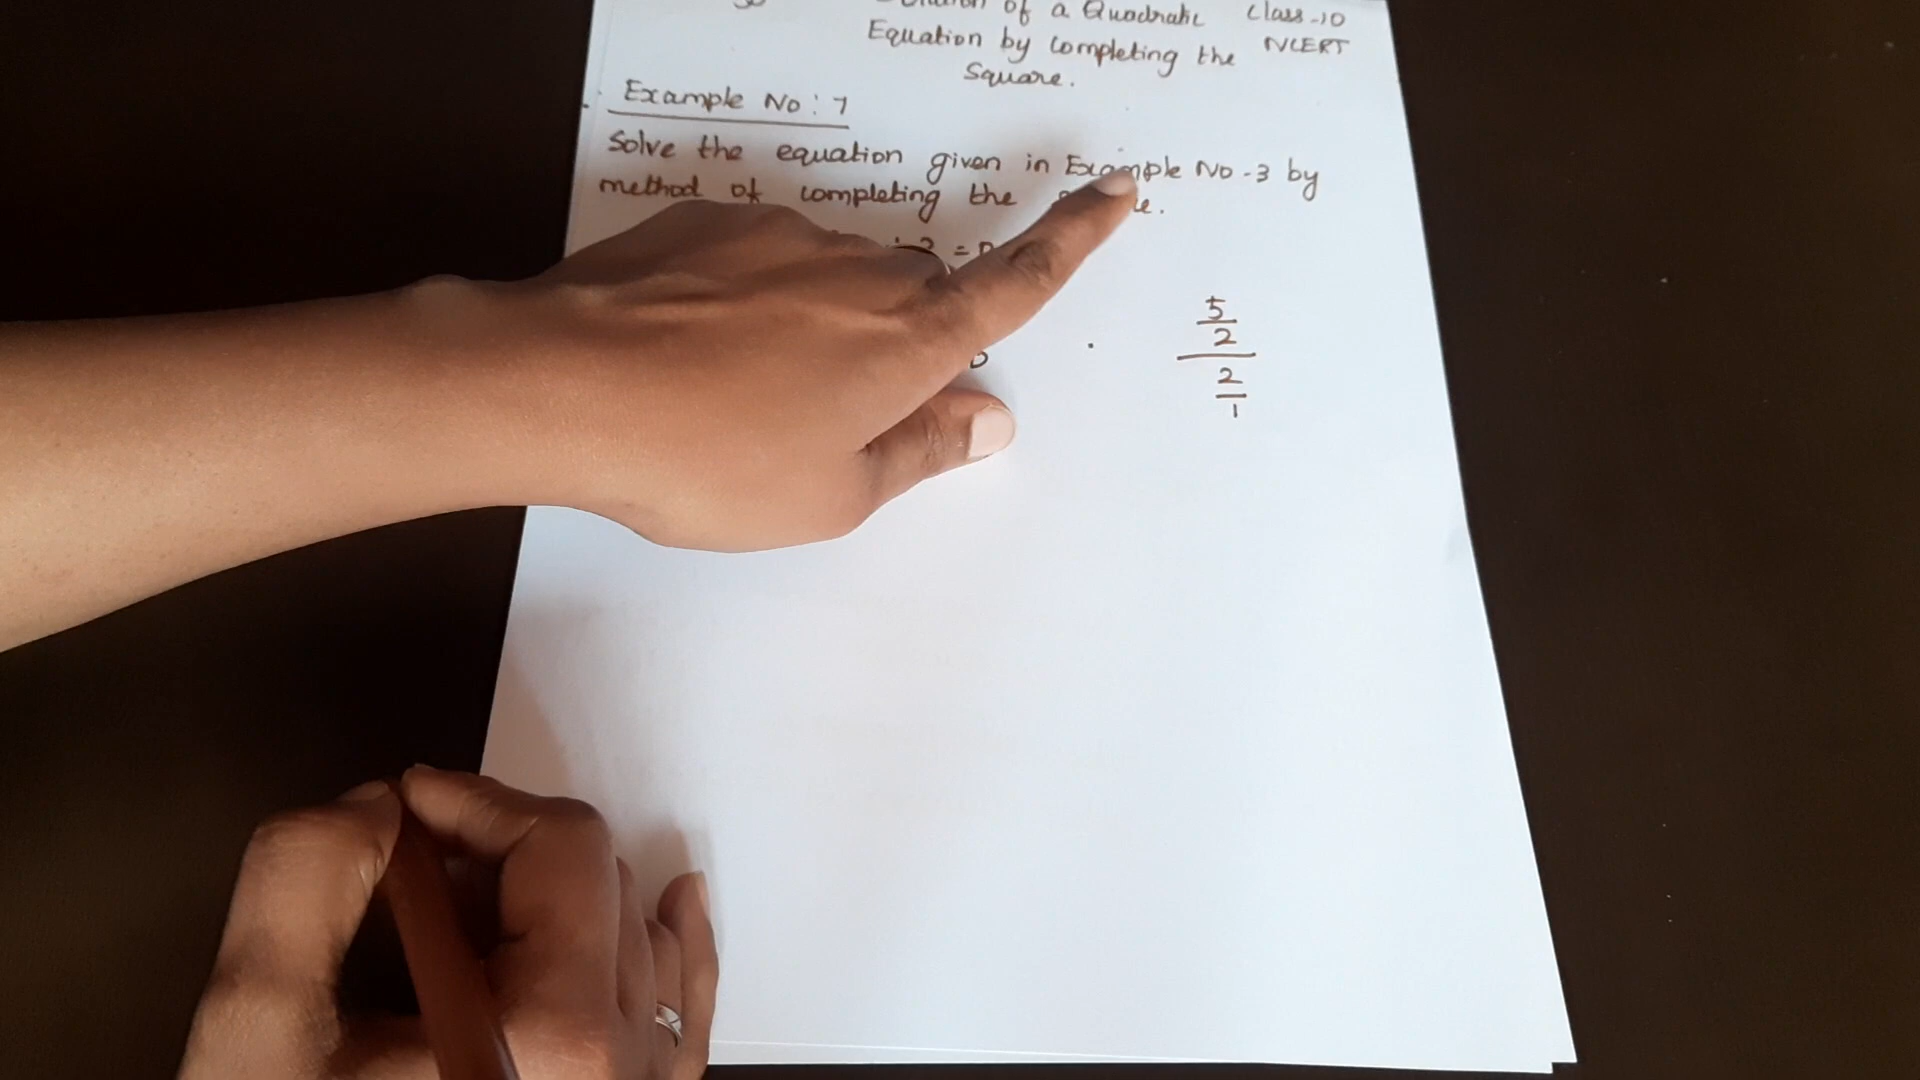 of a Quadratic Class-10
Equation by completing the NCERT
Square.
Example No: 7
Solve the equation given in Example No-3 by
method of completing the
= 0
5
2
2
1